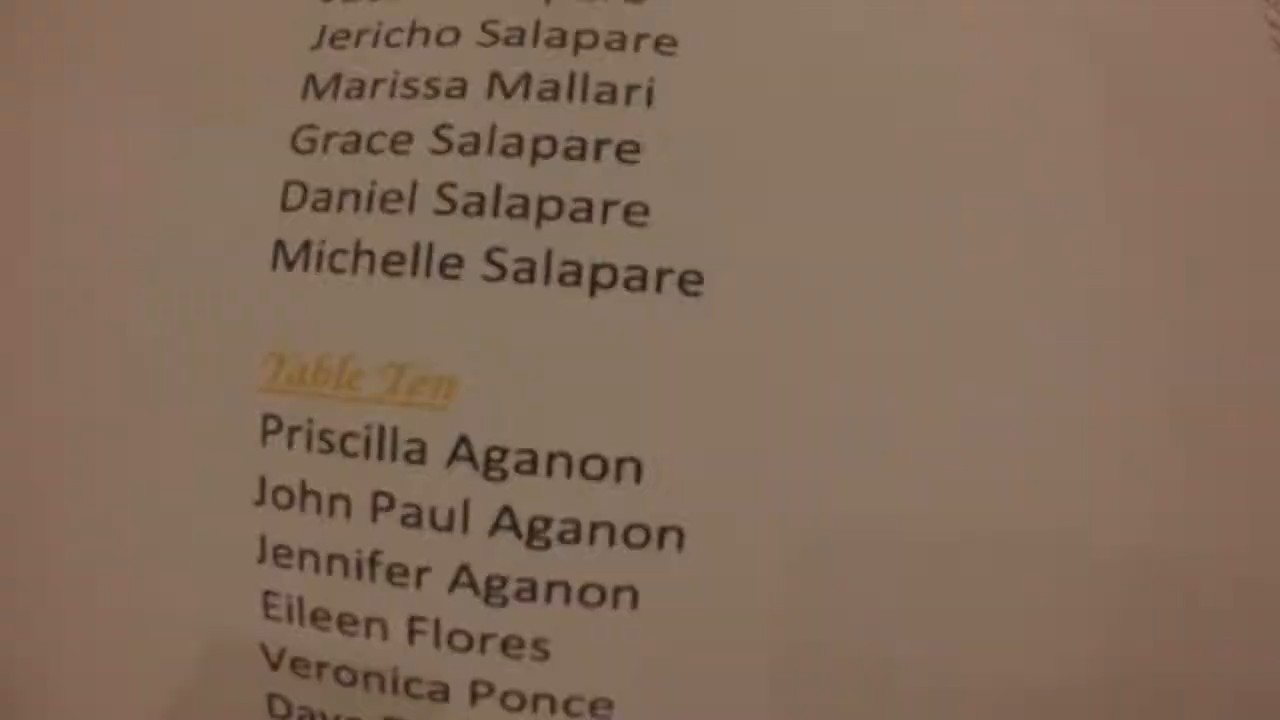 Jericho Salapare
Marissa Mallari
Grace Salapare
Daniel Salapare
Michelle Salapare
Table Ten
Priscilla Aganon
John Paul Aganon
Jennifer Aganon
Eileen Flores
Veronica Ponce